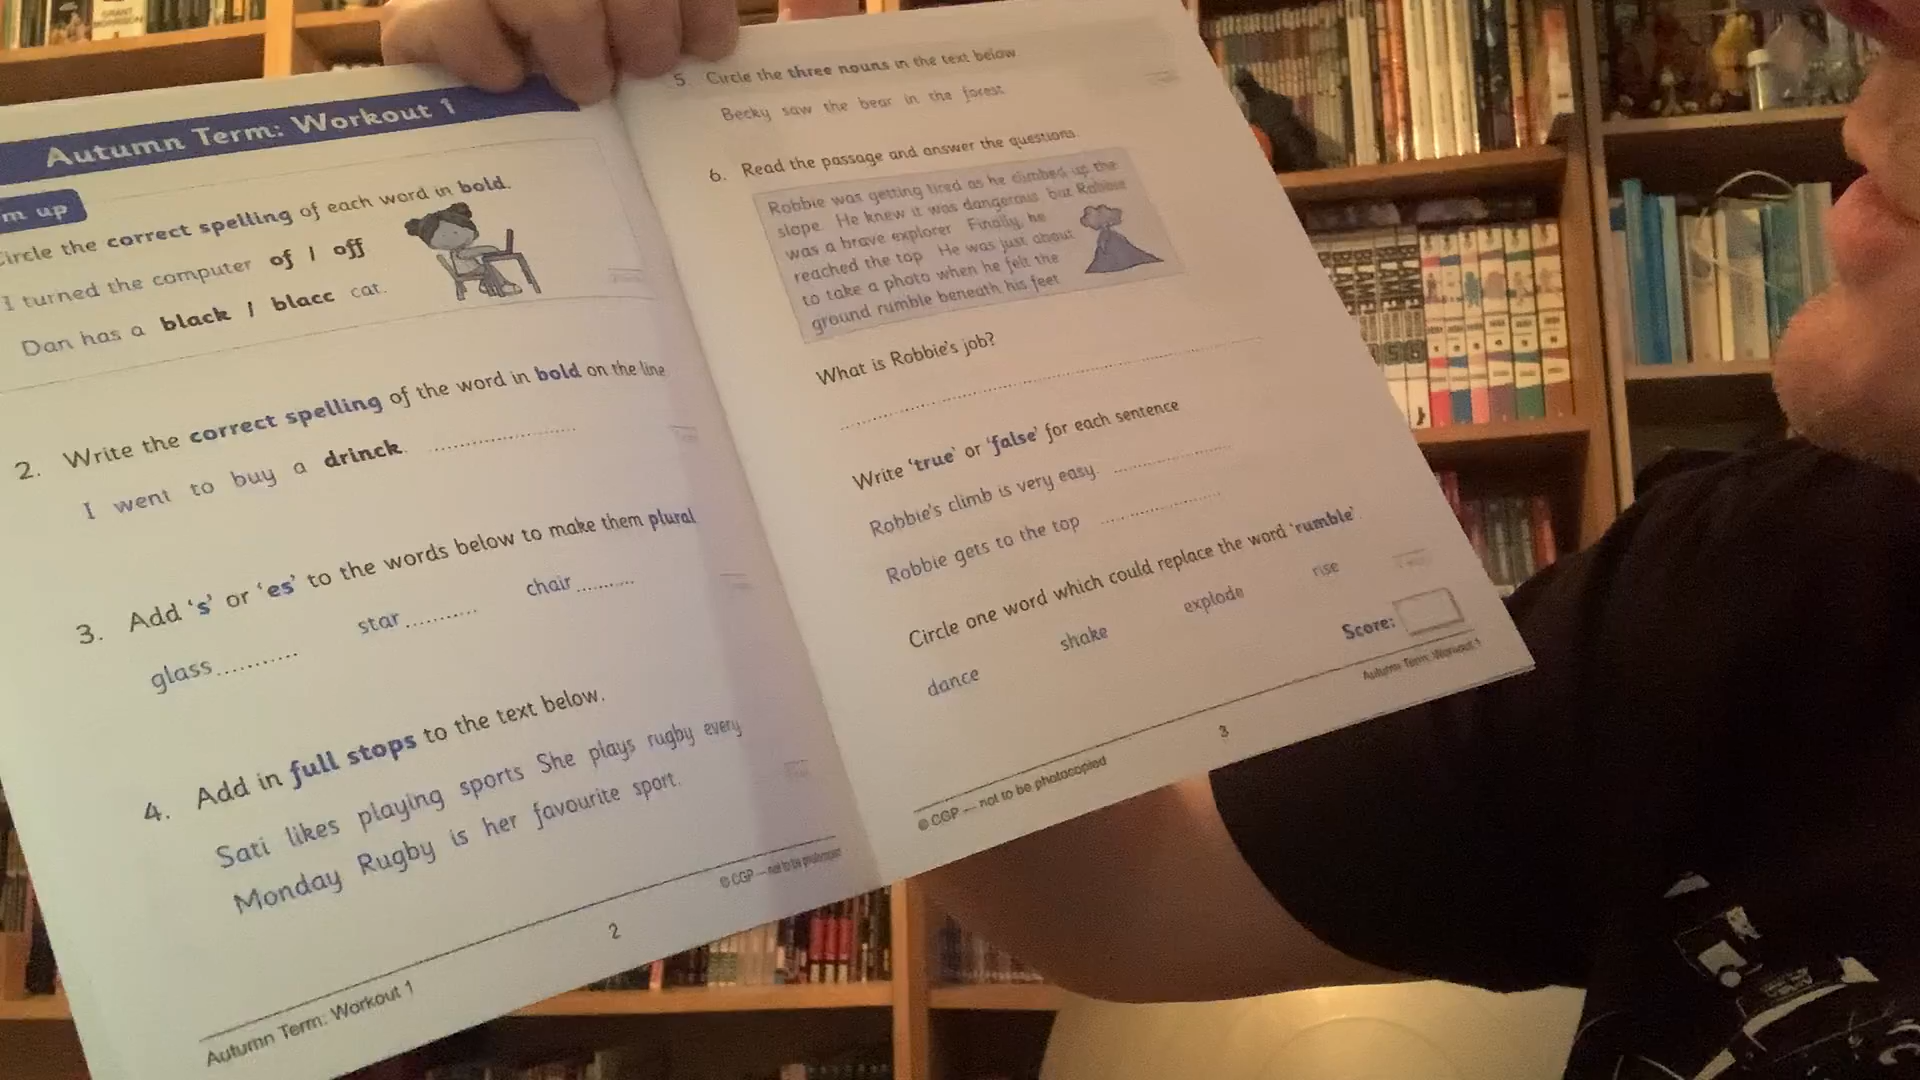 GRANT
MORRISON
Autumn Term: Workout 1
m up
Circle the correct spelling of each word in bold.
I turned the computer of / off
Dan has a black / blacc cat.
2. Write the correct spelling of the word in bold on the line
I went to buy a drinck.
3. Add ‘s’ or ‘es’ to the words below to make them plural
glass
star
chair
4. Add in full stops to the text below.
Sati likes playing sports She plays rugby every
Monday Rugby is her favourite sport.
© CGP — not to be photocopied
2
Autumn Term: Workout 1
5. Circle the three nouns in the text below
Becky saw the bear in the forest
6. Read the passage and answer the questions.
Robbie was getting tired as he climbed up the
slope. He knew it was dangerous but Robbie
was a brave explorer Finally, he
reached the top He was just about
to take a photo when he felt the
ground rumble beneath his feet
What is Robbie’s job?
Write ‘true’ or ‘false’ for each sentence
Robbie’s climb is very easy.
Robbie gets to the top
Circle one word which could replace the word ‘rumble’.
dance
shake
explode
rise
Score:
Autumn Term: Workout 1
3
© CGP — not to be photocopied
BLAME!